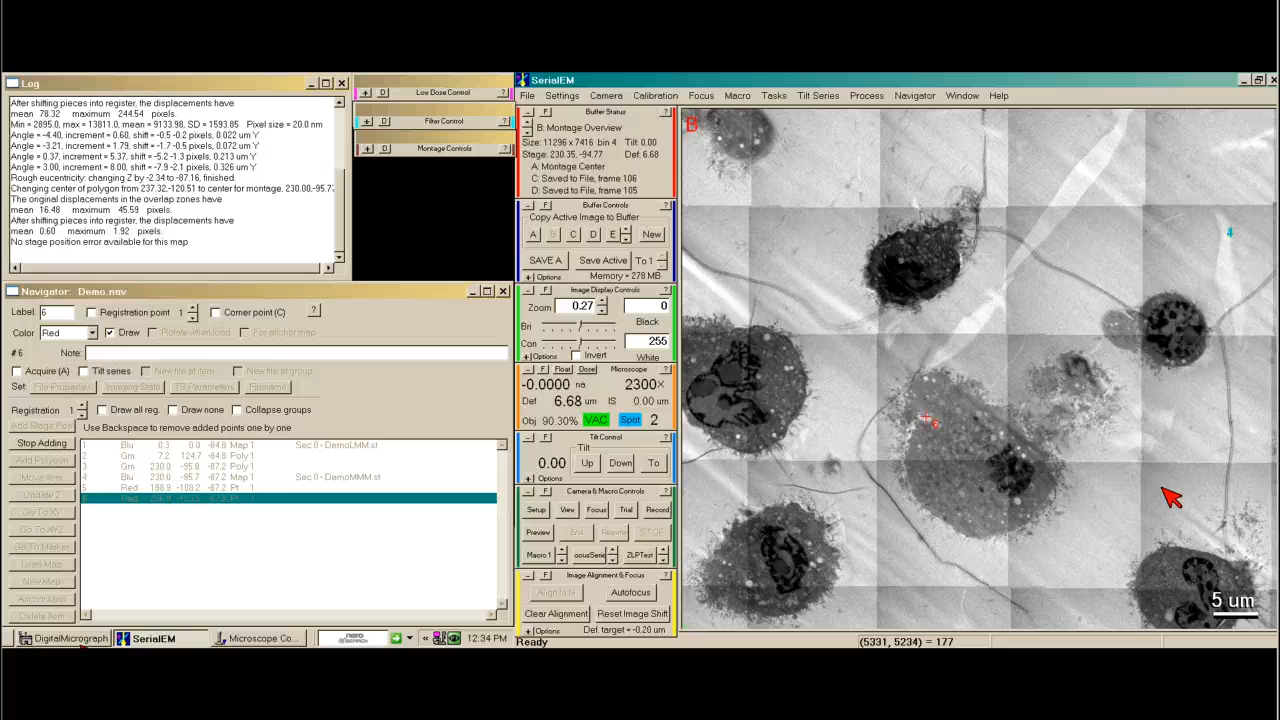 Log
After shifting pieces into register, the displacements have
mean 78.32 maximum 244.54 pixels.
Min = 2895.0, max = 13811.0, mean = 9133.98, SD = 1593.85 Pixel size = 20.0 nm
Angle = -4.40, increment = 0.60, shift = -0.5 -0.2 pixels, 0.022 um Y
Angle = -3.21, increment = 1.79, shift = -1.7 -0.5 pixels, 0.072 um Y
Angle = 0.37, increment = 5.37, shift = -5.2 -1.3 pixels, 0.213 um Y
Angle = 3.00, increment = 8.00, shift = -7.9 -2.1 pixels, 0.326 um Y
Rough eucentricity: changing Z by -2.34 to -87.16, finished.
Changing center of polygon from 237.32,-120.51 to center for montage, 230.00,-95.7
The original displacements in the overlap zones have
mean 16.48 maximum 45.59 pixels.
After shifting pieces into register, the displacements have
mean 0.60 maximum 1.92 pixels.
No stage position error available for this map
+ D Low Dose Control ?
+ D Filter Control ?
+ D Montage Controls ?
Navigator: Demo.nav
Label: 6 Registration point 1 Corner point (C) ?
Color Red Draw Rotate when load For anchor map
# 6 Note:
Acquire (A) Tilt series New file at item New file at group
Set File Properties Imaging State TS Parameters Filename
Registration 1 Draw all reg. Draw none Collapse groups
Add Stage Pos
Use Backspace to remove added points one by one
Stop Adding
Add Polygon
Move Item
Update Z
Go To XY
Go To XYZ
Go To Marker
Load Map
New Map
Anchor Map
Delete Item
1 Blu 0.3 0.0 -84.8 Map 1 Sec 0 - DemoLMM.st
2 Grn 7.2 124.7 -84.8 Poly 1
3 Grn 230.0 -95.8 -87.2 Poly 1
4 Blu 230.0 -95.7 -87.2 Map 1 Sec 0 - DemoMMM.st
5 Red 198.9 -108.2 -87.2 Pt 1
DigitalMicrograph SerialEM Microscope Co... nero SEARCH « 12:34 PM
SerialEM
File Settings Camera Calibration Focus Macro Tasks Tilt Series Process Navigator Window Help
- F Buffer Status ?
B: Montage Overview
Size: 11296 x 7416 bin 4 Tilt: 0.00
Stage: 230.35, -94.77 Def: 6.68
A: Montage Center
C: Saved to File, frame 106
D: Saved to File, frame 105
- F Buffer Controls ?
Copy Active Image to Buffer
A B C D E New
SAVE A Save Active To 1
+ Options Memory = 278 MB
- F Image Display Controls ?
Zoom 0.27 0
Bri Black
Con 255
+ Options Invert White
- F Float Dose Microscope ?
-0.0000 na. 2300×
Def 6.68 um IS 0.00 um
Obj 90.30% VAC Spot 2
- F Tilt Control ?
Tilt
0.00 Up Down To
+ Options
- F Camera & Macro Controls ?
Setup View Focus Trial Record
Preview End Resume STOP
Macro 1 ocusSerie ZLPTest
- F Image Alignment & Focus ?
Align to N Autofocus
Clear Alignment Reset Image Shift
+ Options Def. target = -0.20 um
Ready (5331, 5234) = 177
B
4
6
5 um